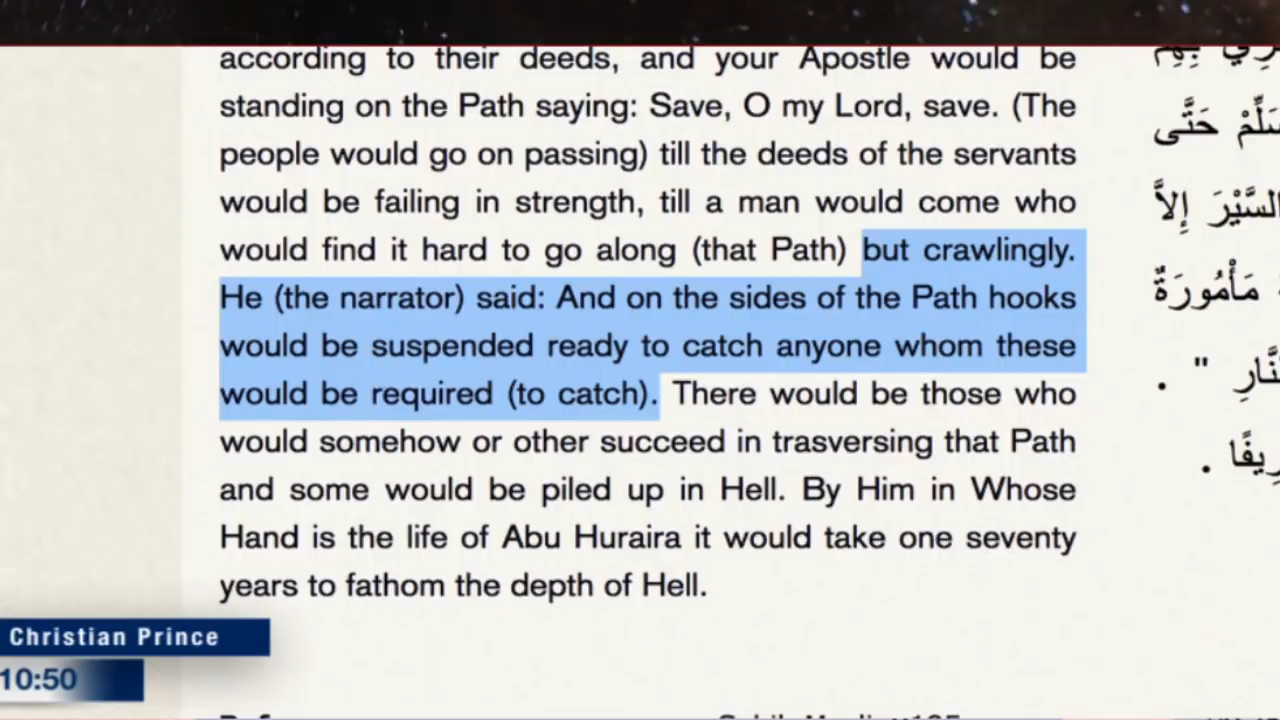 according to their deeds, and your Apostle would be
standing on the Path saying: Save, O my Lord, save. (The
people would go on passing) till the deeds of the servants
would be failing in strength, till a man would come who
would find it hard to go along (that Path) but crawlingly.
He (the narrator) said: And on the sides of the Path hooks
would be suspended ready to catch anyone whom these
would be required (to catch). There would be those who
would somehow or other succeed in trasversing that Path
and some would be piled up in Hell. By Him in Whose
Hand is the life of Abu Huraira it would take one seventy
years to fathom the depth of Hell.
حَتَّى
السَّيْرَ إِلاَّ
مَأْمُورَةٌ
" .
.
Christian Prince
10:50